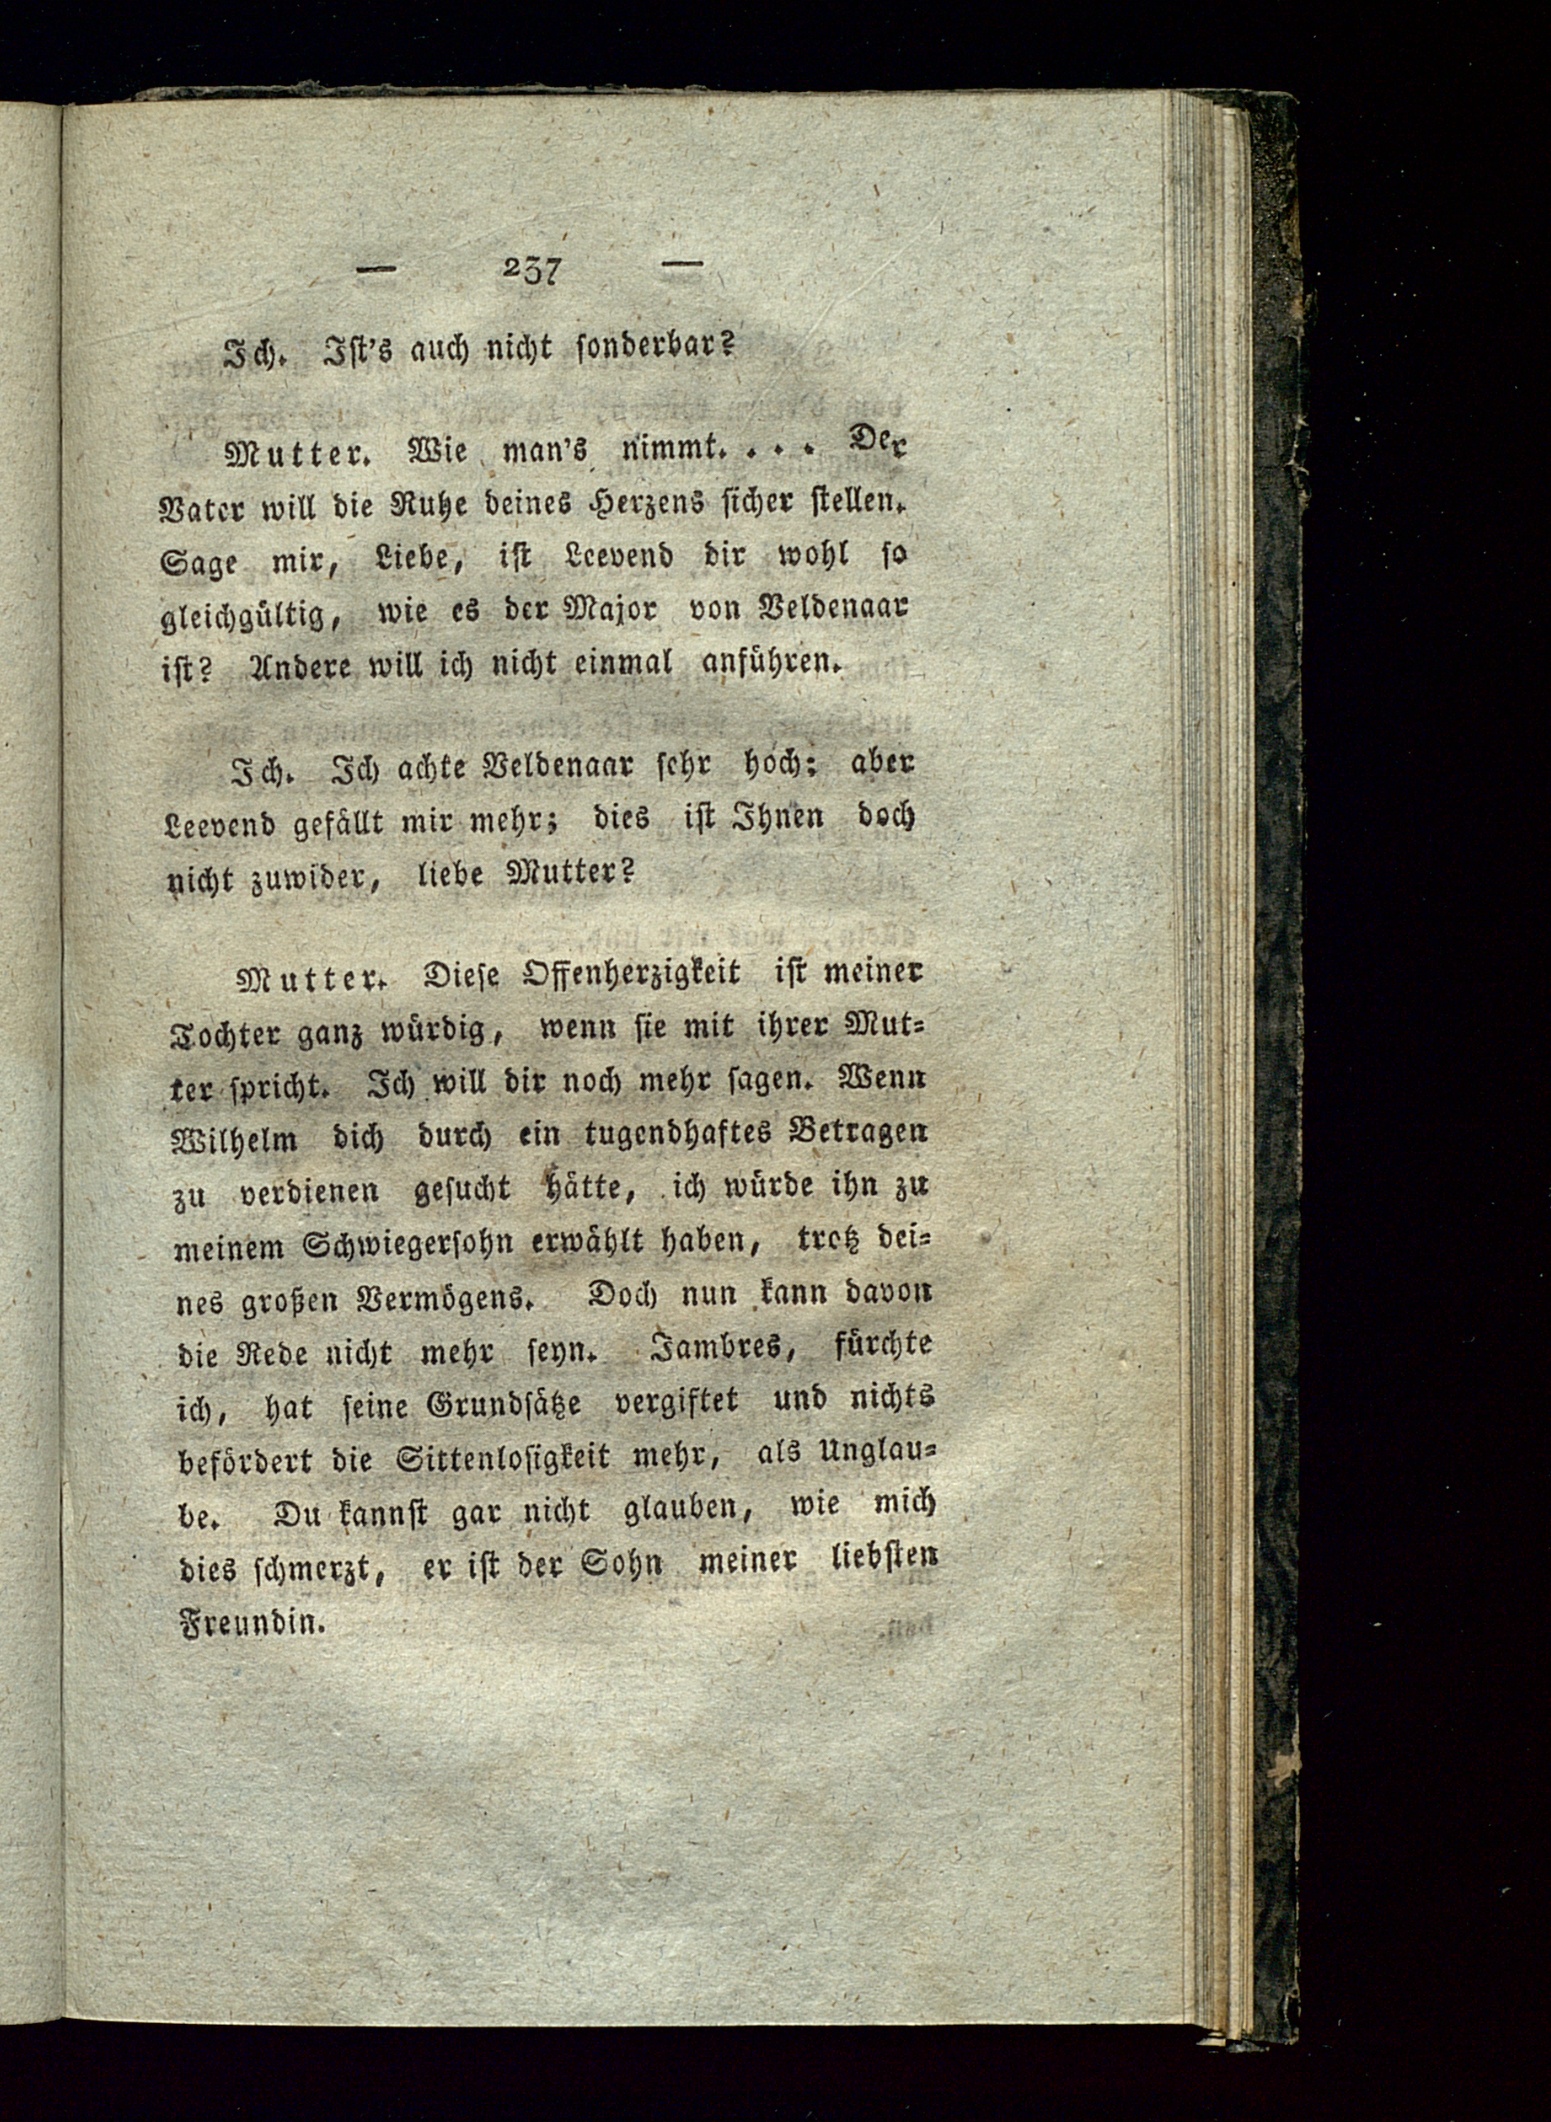 — 237 —
Ich. Ist's auch nicht sonderbar?
Mutter. Wie man's nimmt. . . . Der
Vater will die Ruhe deines Herzens sicher stellen.
Sage mir, Liebe, ist Leevend dir wohl so
gleichgültig, wie es der Major von Veldenaar
ist? Andere will ich nicht einmal anführen.
Ich. Ich achte Veldenaar sehr hoch; aber
Leevend gefällt mir mehr; dies ist Ihnen doch
nicht zuwider, liebe Mutter?
Mutter. Diese Offenherzigkeit ist meiner
Tochter ganz würdig, wenn sie mit ihrer Mut-
ter spricht. Ich will dir noch mehr sagen. Wenn
Wilhelm dich durch ein tugendhaftes Betragen
zu verdienen gesucht hätte, ich würde ihn zu
meinem Schwiegersohn erwählt haben, trotz dei-
nes großen Vermögens. Doch nun kann davon
die Rede nicht mehr seyn. Jambres, fürchte
ich, hat seine Grundsätze vergiftet und nichts
befördert die Sittenlosigkeit mehr, als Unglau-
be. Du kannst gar nicht glauben, wie mich
dies schmerzt, er ist der Sohn meiner liebsten
Freundin.